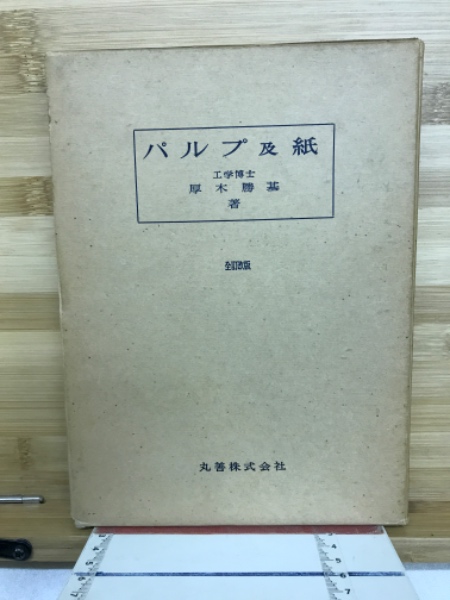 パルプ及紙
工学博士
厚木勝基
著
全訂改版
丸善株式会社